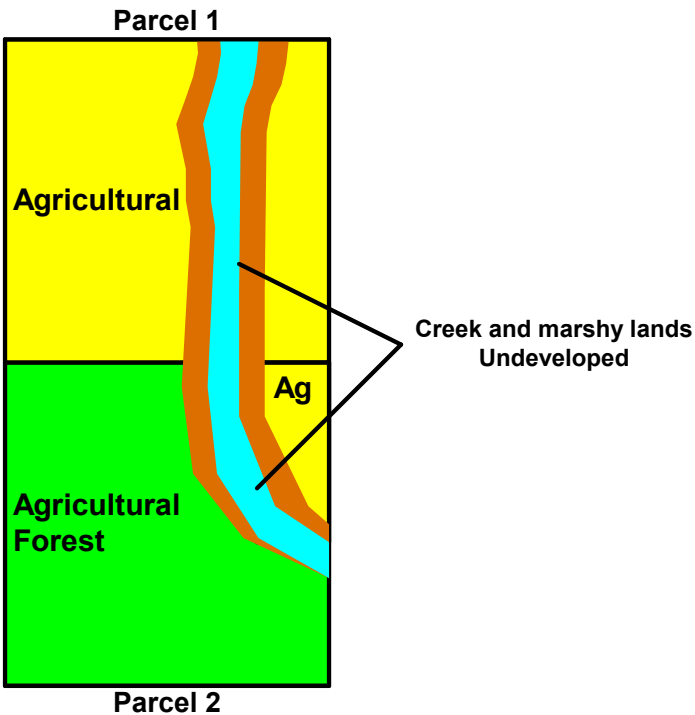 Parcel 1
Agricultural
Creek and marshy lands
Undeveloped
Ag
Agricultural
Forest
Parcel 2